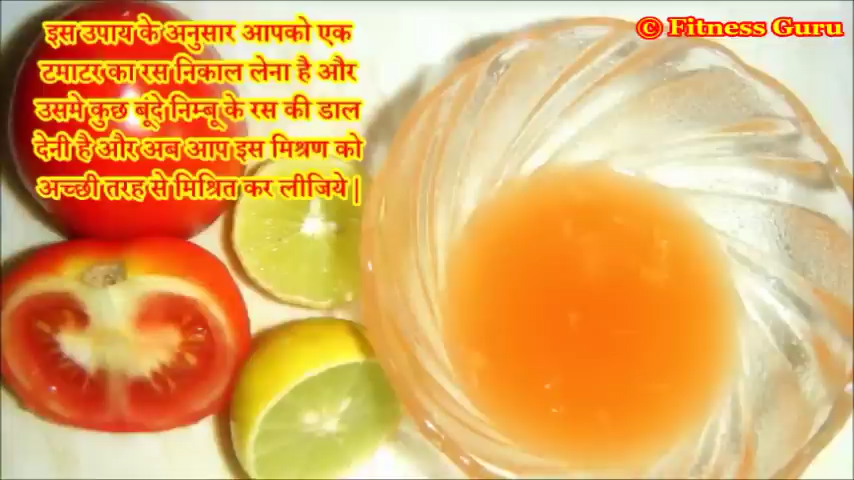 इस उपाय के अनुसार आपको एक
टमाटर का रस निकाल लेना है और
उसमे कुछ बूंदे निम्बू के रस की डाल
देनी है और अब आप इस मिश्रण को
अच्छी तरह से मिश्रित कर लीजिये |
© Fitness Guru